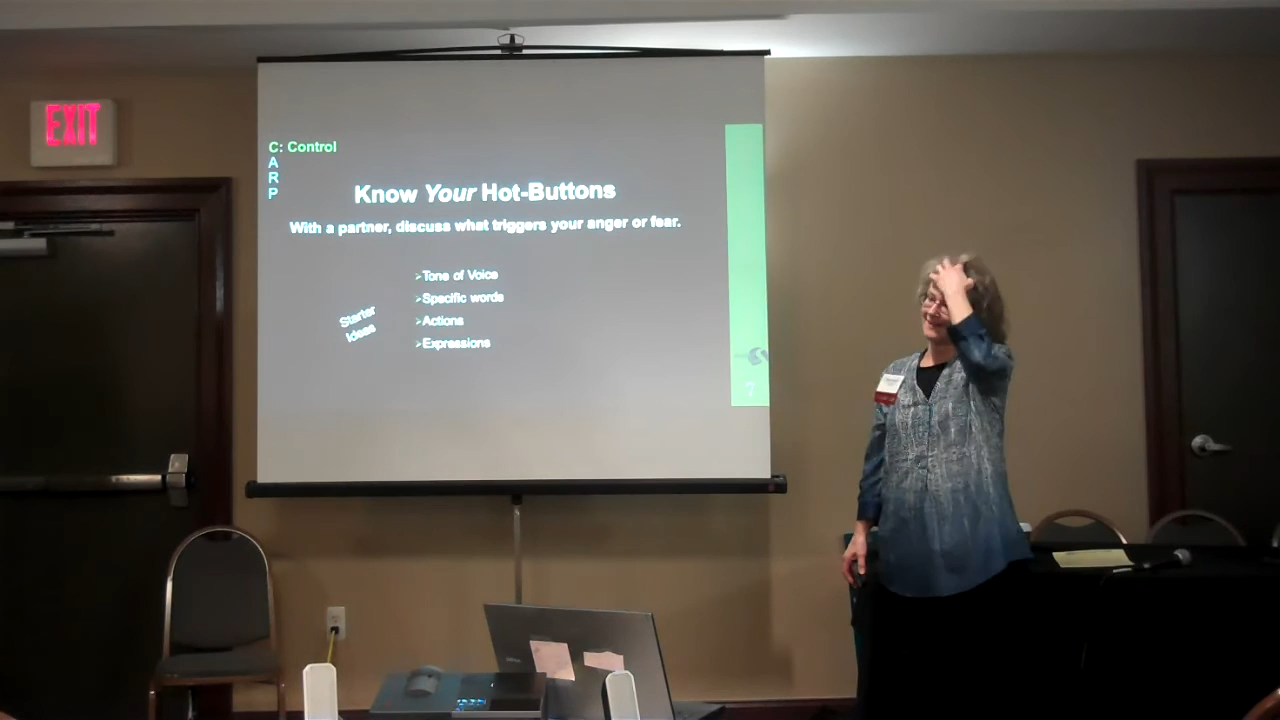 EXIT
C: Control
A
R
P
Know Your Hot-Buttons
With a partner, discuss what triggers your anger or fear.
Starter
Ideas
➢Tone of Voice
➢Specific words
➢Actions
➢Expressions
7